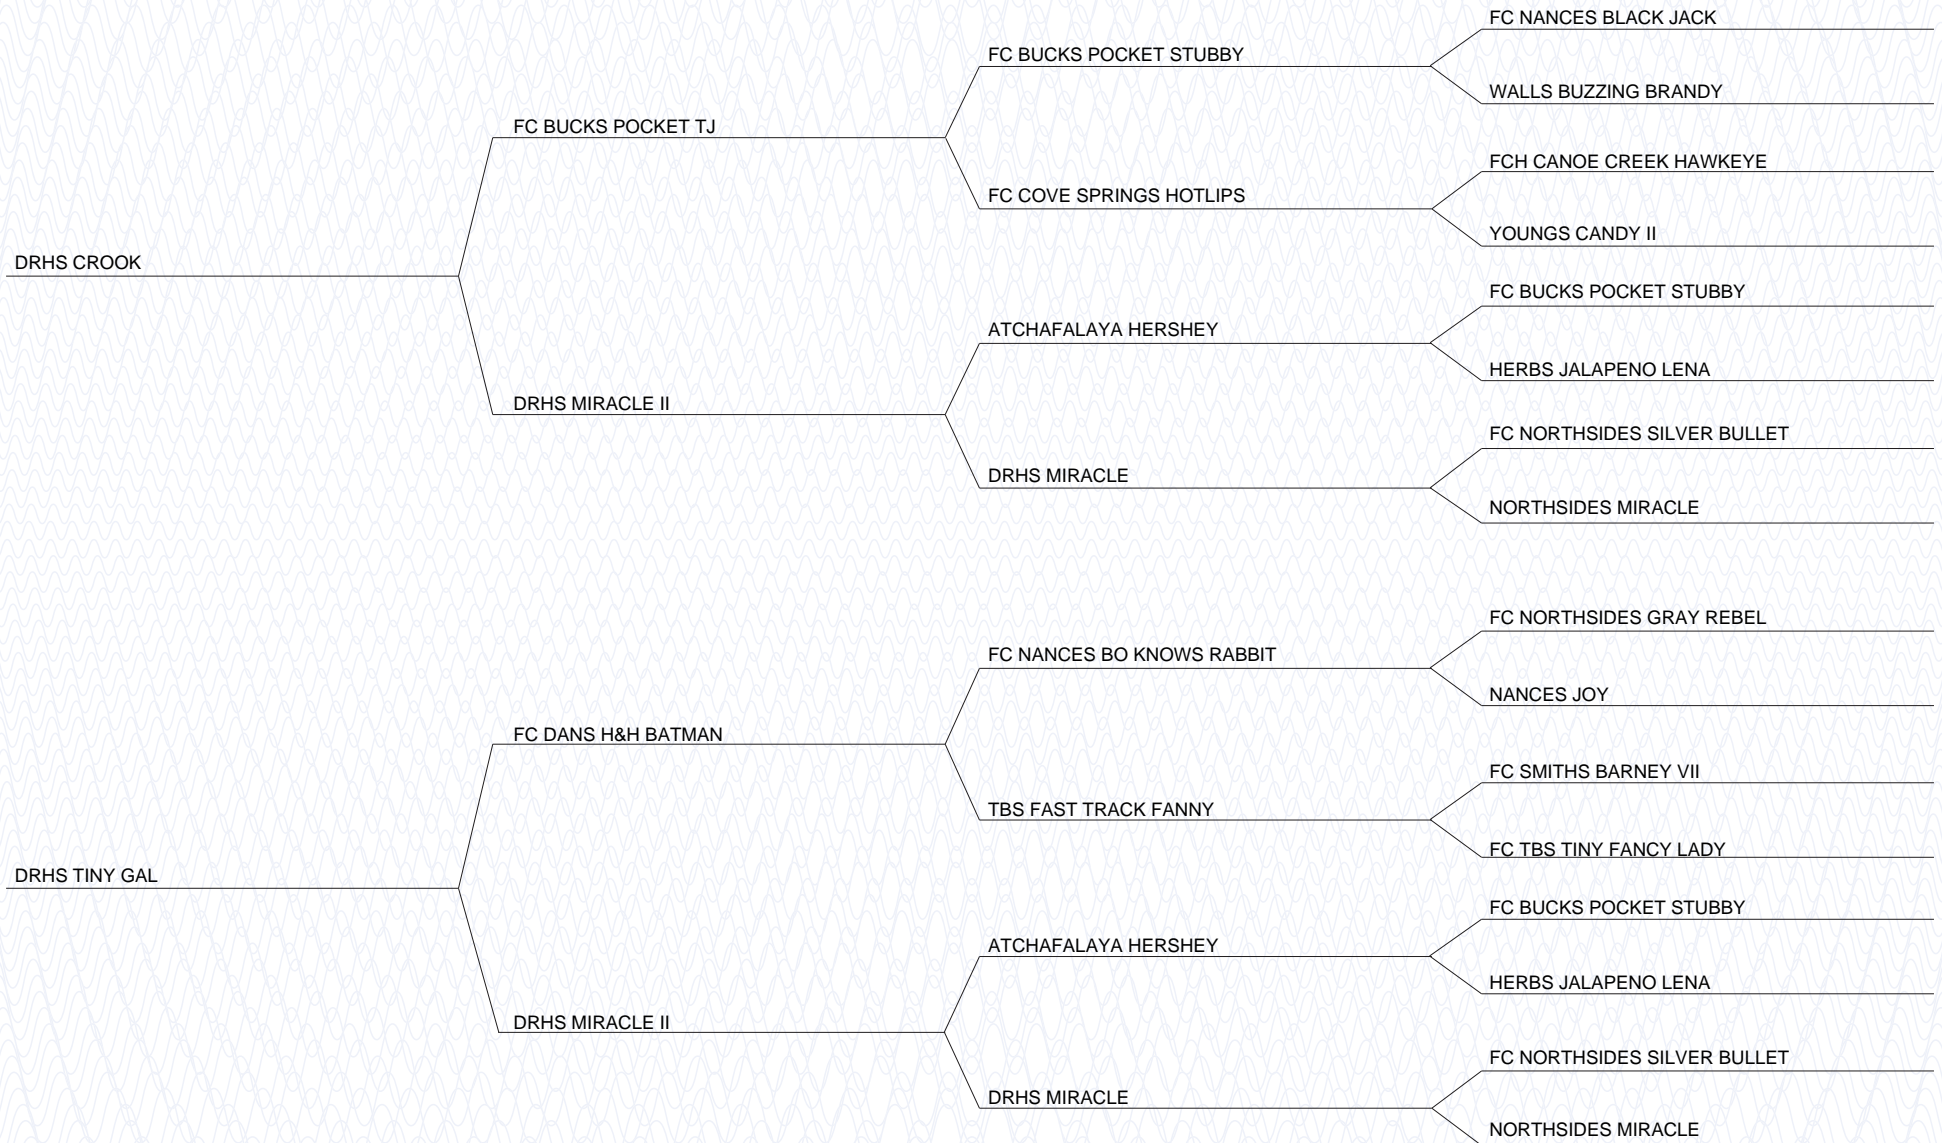 FC NANCES BLACK JACK
FC BUCKS POCKET STUBBY
WALLS BUZZING BRANDY
FC BUCKS POCKET TJ
FCH CANOE CREEK HAWKEYE
FC COVE SPRINGS HOTLIPS
YOUNGS CANDY II
DRHS CROOK
FC BUCKS POCKET STUBBY
ATCHAFALAYA HERSHEY
HERBS JALAPENO LENA
DRHS MIRACLE II
FC NORTHSIDES SILVER BULLET
DRHS MIRACLE
NORTHSIDES MIRACLE
FC NORTHSIDES GRAY REBEL
FC NANCES BO KNOWS RABBIT
NANCES JOY
FC DANS H&H BATMAN
FC SMITHS BARNEY VII
TBS FAST TRACK FANNY
FC TBS TINY FANCY LADY
DRHS TINY GAL
FC BUCKS POCKET STUBBY
ATCHAFALAYA HERSHEY
HERBS JALAPENO LENA
DRHS MIRACLE II
FC NORTHSIDES SILVER BULLET
DRHS MIRACLE
NORTHSIDES MIRACLE